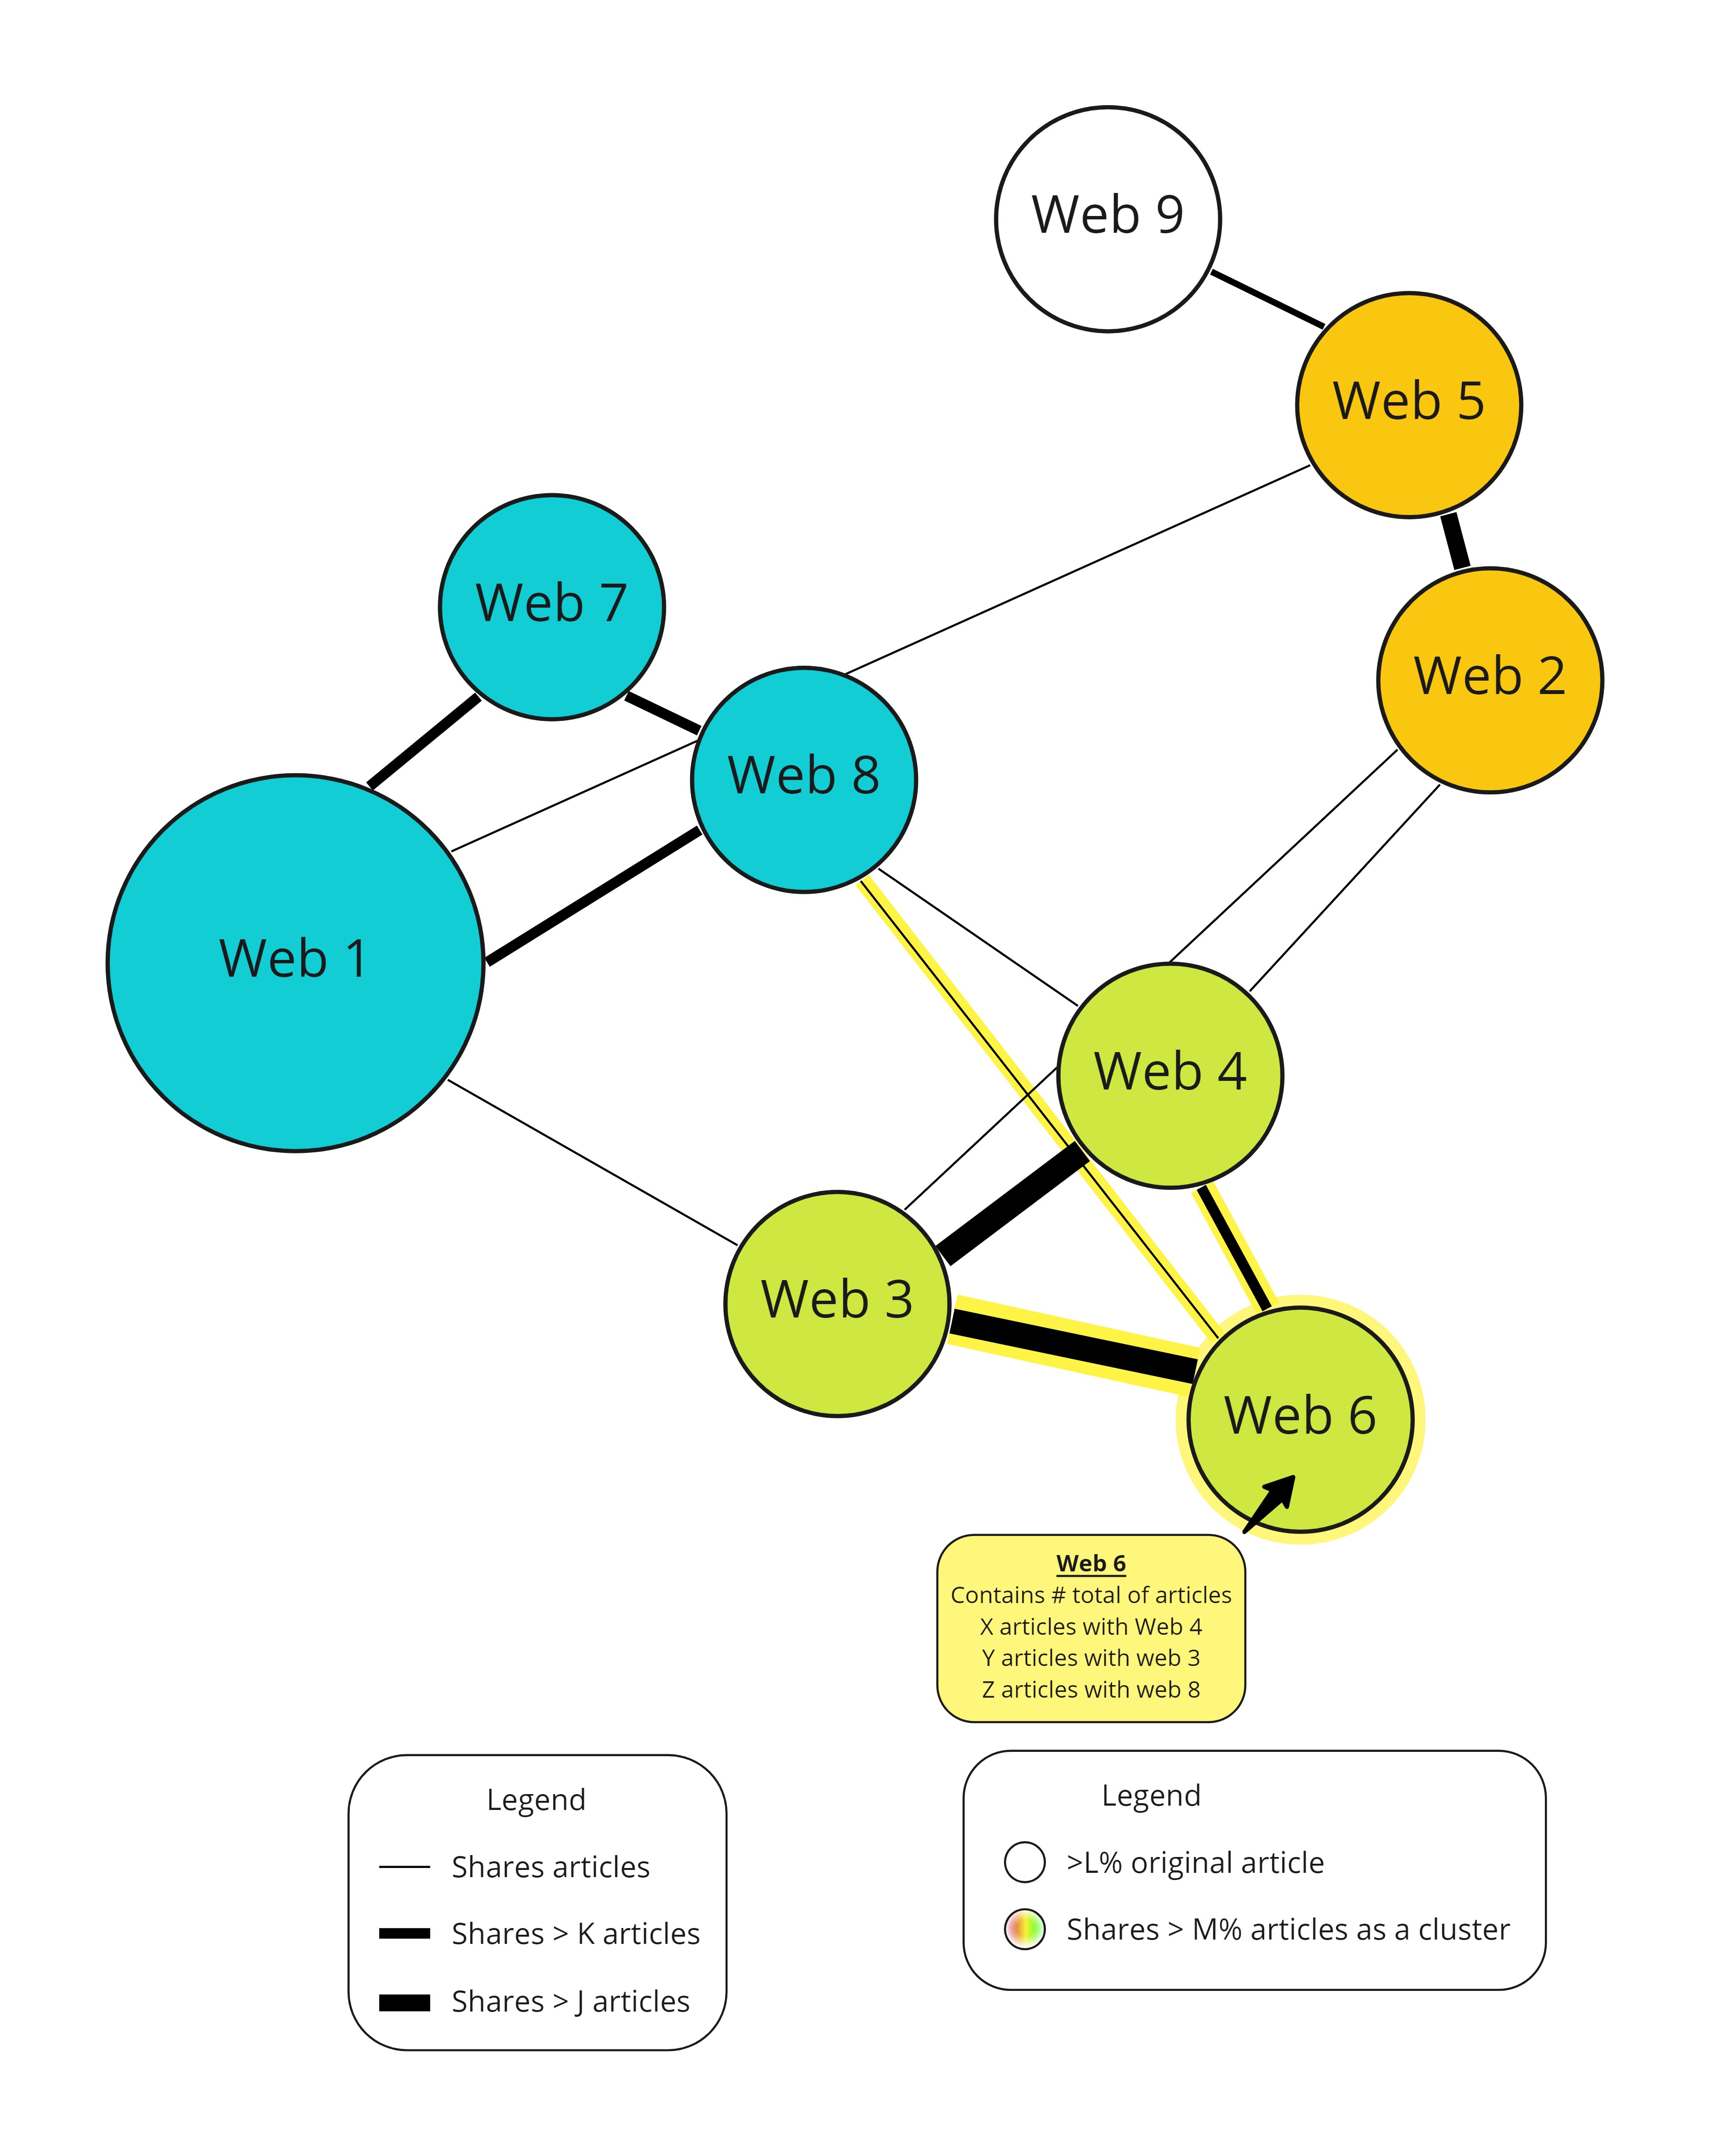 Web 9
Web 5
Web 7
Web 2
Web 8
Web 1
Web 4
Web 3
Web 6
Web 6
Contains # total of articles
X articles with Web 4
Y articles with web 3
Z articles with web 8
Legend
Shares articles
Shares > K articles
Shares > J articles
Legend
>L% original article
Shares > M% articles as a cluster